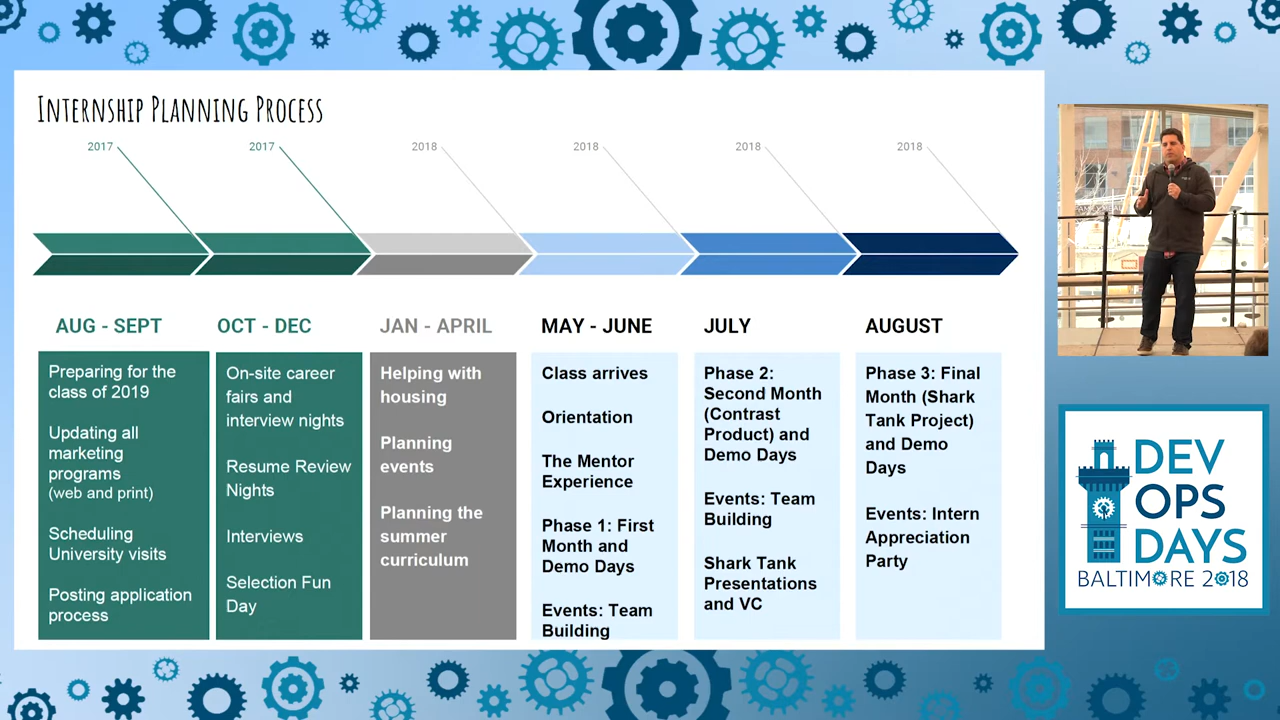 INTERNSHIP PLANNING PROCESS
2017
2017
2018
2018
2018
2018
AUG - SEPT
Preparing for the
class of 2019
Updating all
marketing
programs
(web and print)
Scheduling
University visits
Posting application
process
OCT - DEC
On-site career
fairs and
interview nights
Resume Review
Nights
Interviews
Selection Fun
Day
JAN - APRIL
Helping with
housing
Planning
events
Planning the
summer
curriculum
MAY - JUNE
Class arrives
Orientation
The Mentor
Experience
Phase 1: First
Month and
Demo Days
Events: Team
Building
JULY
Phase 2:
Second Month
(Contrast
Product) and
Demo Days
Events: Team
Building
Shark Tank
Presentations
and VC
AUGUST
Phase 3: Final
Month (Shark
Tank Project)
and Demo
Days
Events: Intern
Appreciation
Party
DEV
OPS
DAYS
BALTIMORE 2018